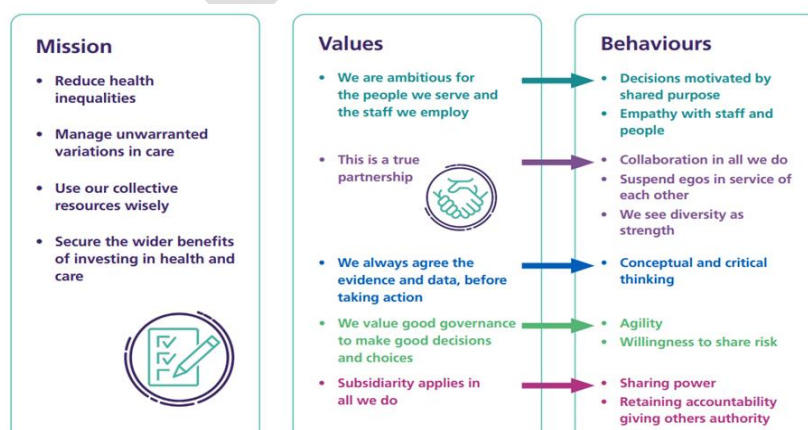 Mission
• Reduce health
inequalities
• Manage unwarranted
variations in care
• Use our collective
resources wisely
• Secure the wider benefits
of investing in health and
care
Values
• We are ambitious for
the people we serve and
the staff we employ
• This is a true
partnership
• We always agree the
evidence and data, before
taking action
• We value good governance
to make good decisions
and choices
• Subsidiarity applies in
all we do
Behaviours
• Decisions motivated by
shared purpose
• Empathy with staff and
people
• Collaboration in all we do
• Suspend egos in service of
each other
• We see diversity as
strength
• Conceptual and critical
thinking
• Agility
• Willingness to share risk
• Sharing power
• Retaining accountability
giving others authority